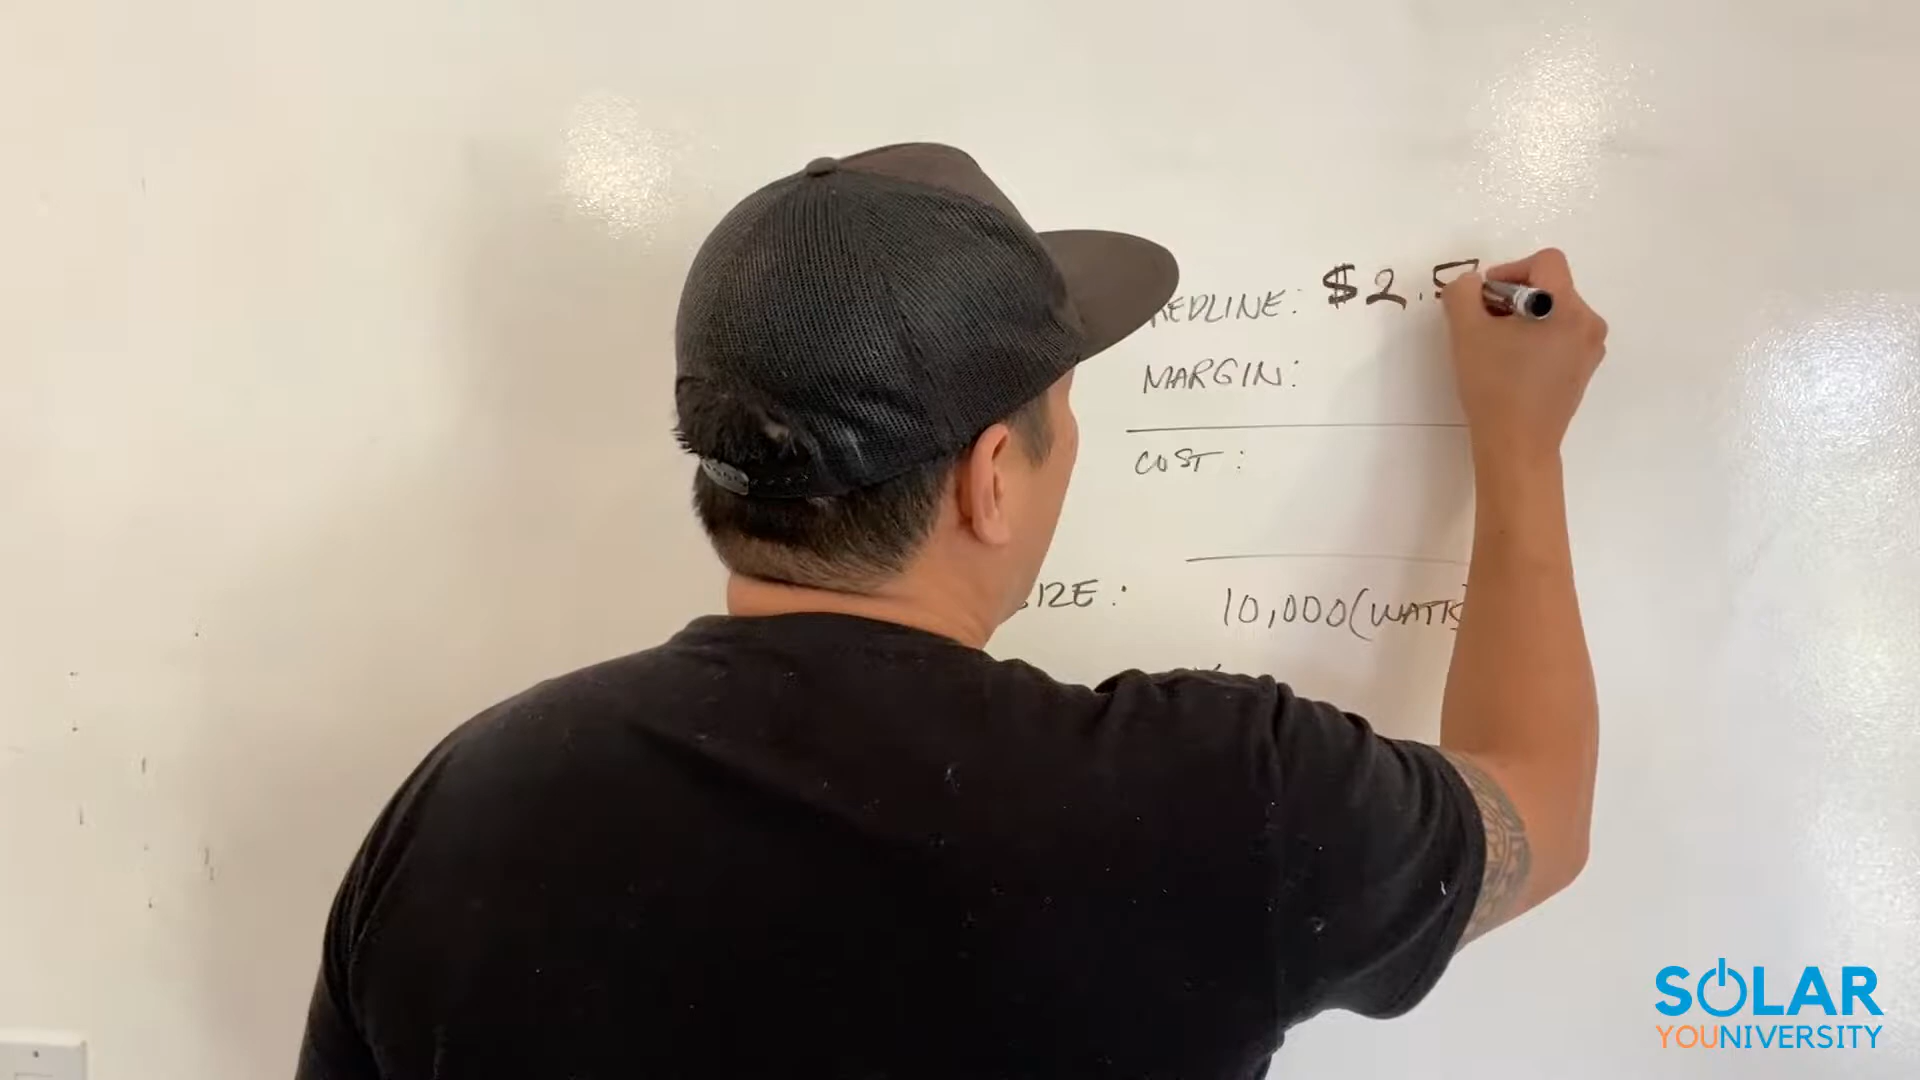 REDLINE: $2.5
MARGIN:
COST:
SIZE: 10,000 (WATTS)
SOLAR
YOUNIVERSITY